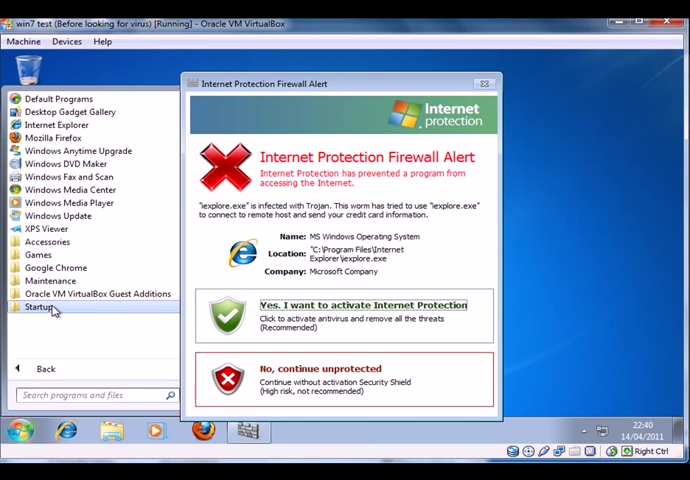 win7 test (Before looking for virus) [Running] - Oracle VM VirtualBox
Machine Devices Help
Default Programs
Desktop Gadget Gallery
Internet Explorer
Mozilla Firefox
Windows Anytime Upgrade
Windows DVD Maker
Windows Fax and Scan
Windows Media Center
Windows Media Player
Windows Update
XPS Viewer
Accessories
Games
Google Chrome
Maintenance
Oracle VM VirtualBox Guest Additions
Startup
Back
Search programs and files
Internet Protection Firewall Alert
Internet
protection
Internet Protection Firewall Alert
Internet Protection has prevented a program from
accessing the Internet.
"iexplore.exe" is infected with Trojan. This worm has tried to use "iexplore.exe"
to connect to remote host and send your credit card information.
Name: MS Windows Operating System
Location: "C:\Program Files\Internet
Explorer\iexplore.exe
Company: Microsoft Company
Yes. I want to activate Internet Protection
Click to activate antivirus and remove all the threats
(Recommended)
No, continue unprotected
Continue without activation Security Shield
(High risk, not recommended)
22:40
14/04/2011
Right Ctrl